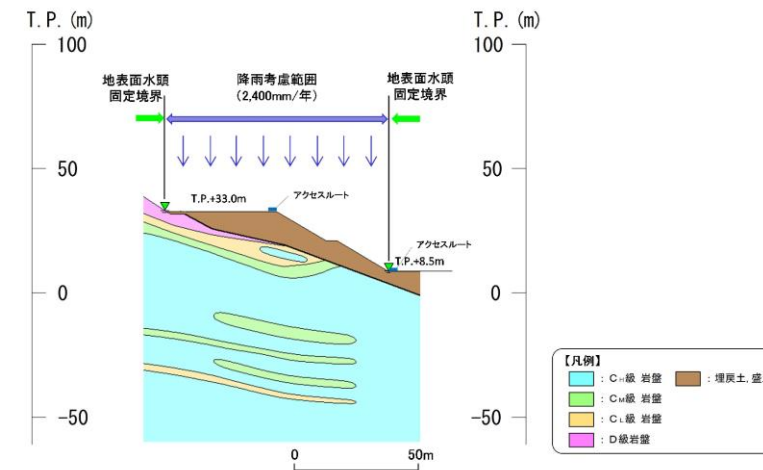 T.P.(m)
T.P.(m)
100
100
地表面水頭
固定境界
降雨考慮範囲
(2,400mm/年)
地表面水頭
固定境界
50
50
T.P.+33.0m
アクセスルート
アクセスルート
T.P.+8.5m
0
0
-50
-50
0
50m
【凡例】
：CH級 岩盤
：埋戻土，盛
：CM級 岩盤
：CL級 岩盤
：D級岩盤